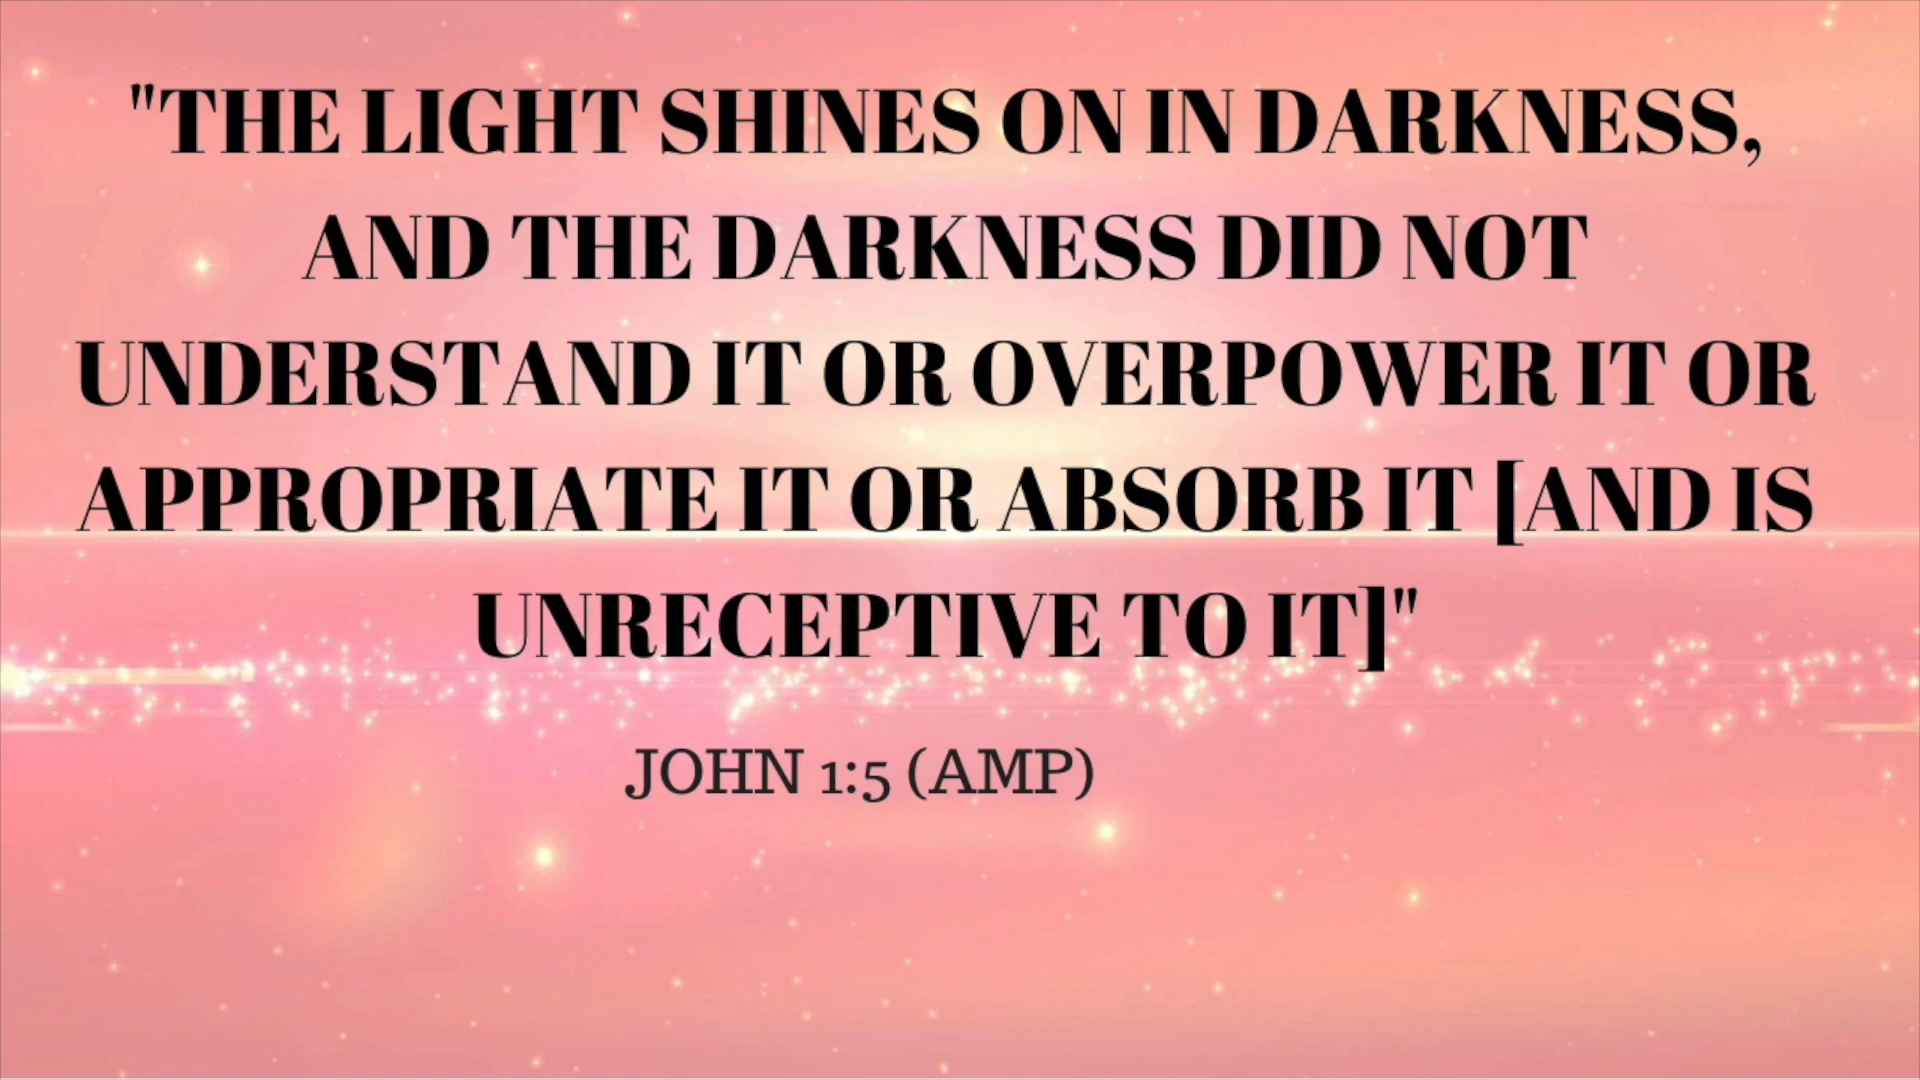 "THE LIGHT SHINES ON IN DARKNESS,
AND THE DARKNESS DID NOT
UNDERSTAND IT OR OVERPOWER IT OR
APPROPRIATE IT OR ABSORB IT [AND IS
UNRECEPTIVE TO IT]"
JOHN 1:5 (AMP)